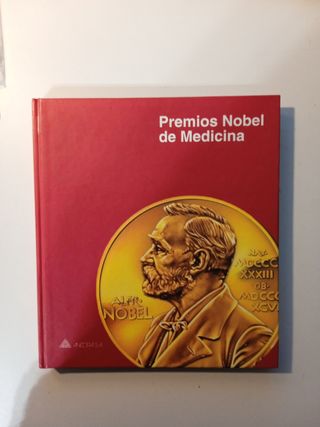 Premios Nobel
de Medicina
ALFR·
NOBEL
NAT·
MDCCC
XXXIII
OB·
MDCCC
XCVI